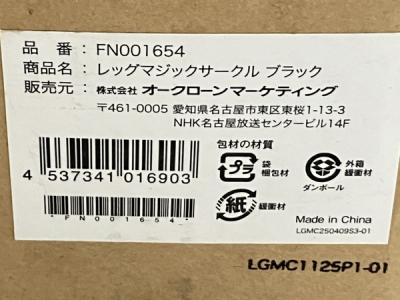 品 番：FN001654
商品名：レッグマジックサークル ブラック
販売元：株式会社 オークローンマーケティング
〒461-0005 愛知県名古屋市東区東桜1-13-3
NHK名古屋放送センタービル14F
包材の材質
プラ 袋 梱包材
外箱 緩衝材
ダンボール
紙 緩衝材
4 537341 016903
*FN001654*
Made in China
LGMC250409S3-01
LGMC1125P1-01